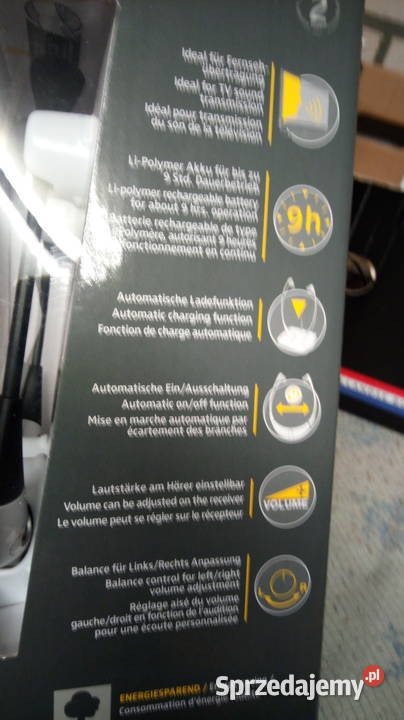 2
Ideal für Fernseh-
übertragung
Ideal for TV sound
transmission
Idéal pour transmission
du son de la télévision
Li-Polymer Akku für bis zu
9 Std. Dauerbetrieb
Li-polymer rechargeable battery
for about 9 hrs. operation
Batterie rechargeable de type
Polymère, autorisant 9 heures
Fonctionnement en continu
9h
Automatische Ladefunktion
Automatic charging function
Fonction de charge automatique
Automatische Ein/Ausschaltung
Automatic on/off function
Mise en marche automatique par
écartement des branches
Lautstärke am Hörer einstellbar
Volume can be adjusted on the receiver
Le volume peut se régler sur le récepteur
VOLUME
Balance für Links/Rechts Anpassung
Balance control for left/right
volume adjustment
Réglage aisé du volume
gauche/droit en fonction de l'audition
pour une écoute personnalisée
L R
ENERGIESPAREND /
Consommation d'énergie
Sprzedajemy.pl